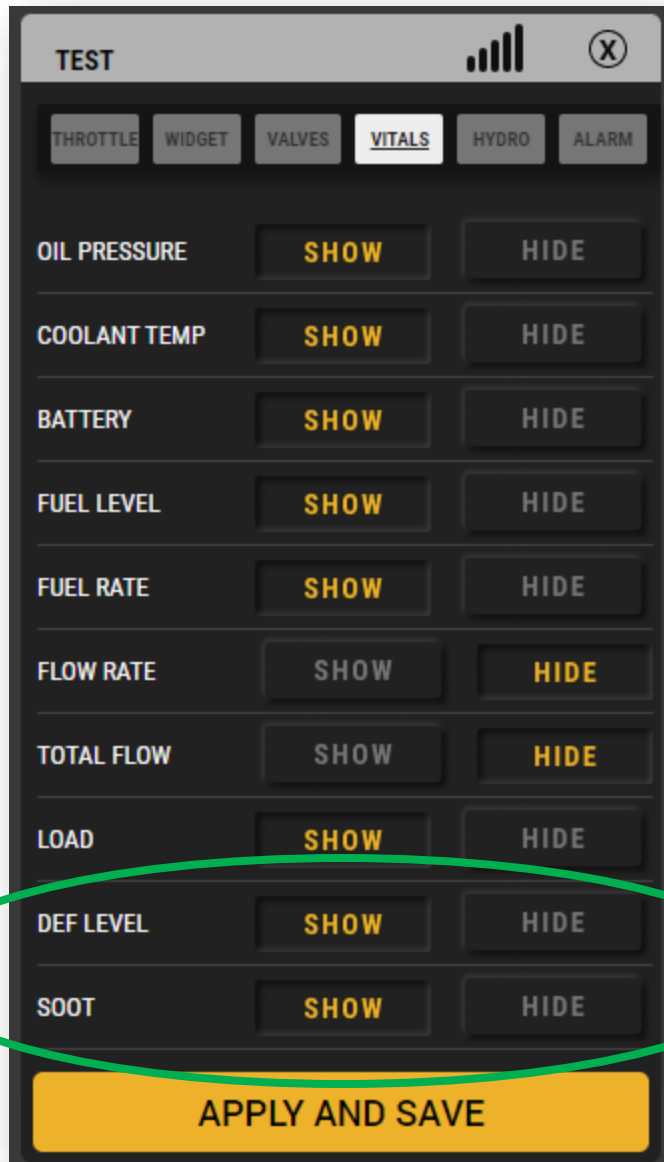 TEST X
THROTTLE WIDGET VALVES VITALS HYDRO ALARM
OIL PRESSURE SHOW HIDE
COOLANT TEMP SHOW HIDE
BATTERY SHOW HIDE
FUEL LEVEL SHOW HIDE
FUEL RATE SHOW HIDE
FLOW RATE SHOW HIDE
TOTAL FLOW SHOW HIDE
LOAD SHOW HIDE
DEF LEVEL SHOW HIDE
SOOT SHOW HIDE
APPLY AND SAVE